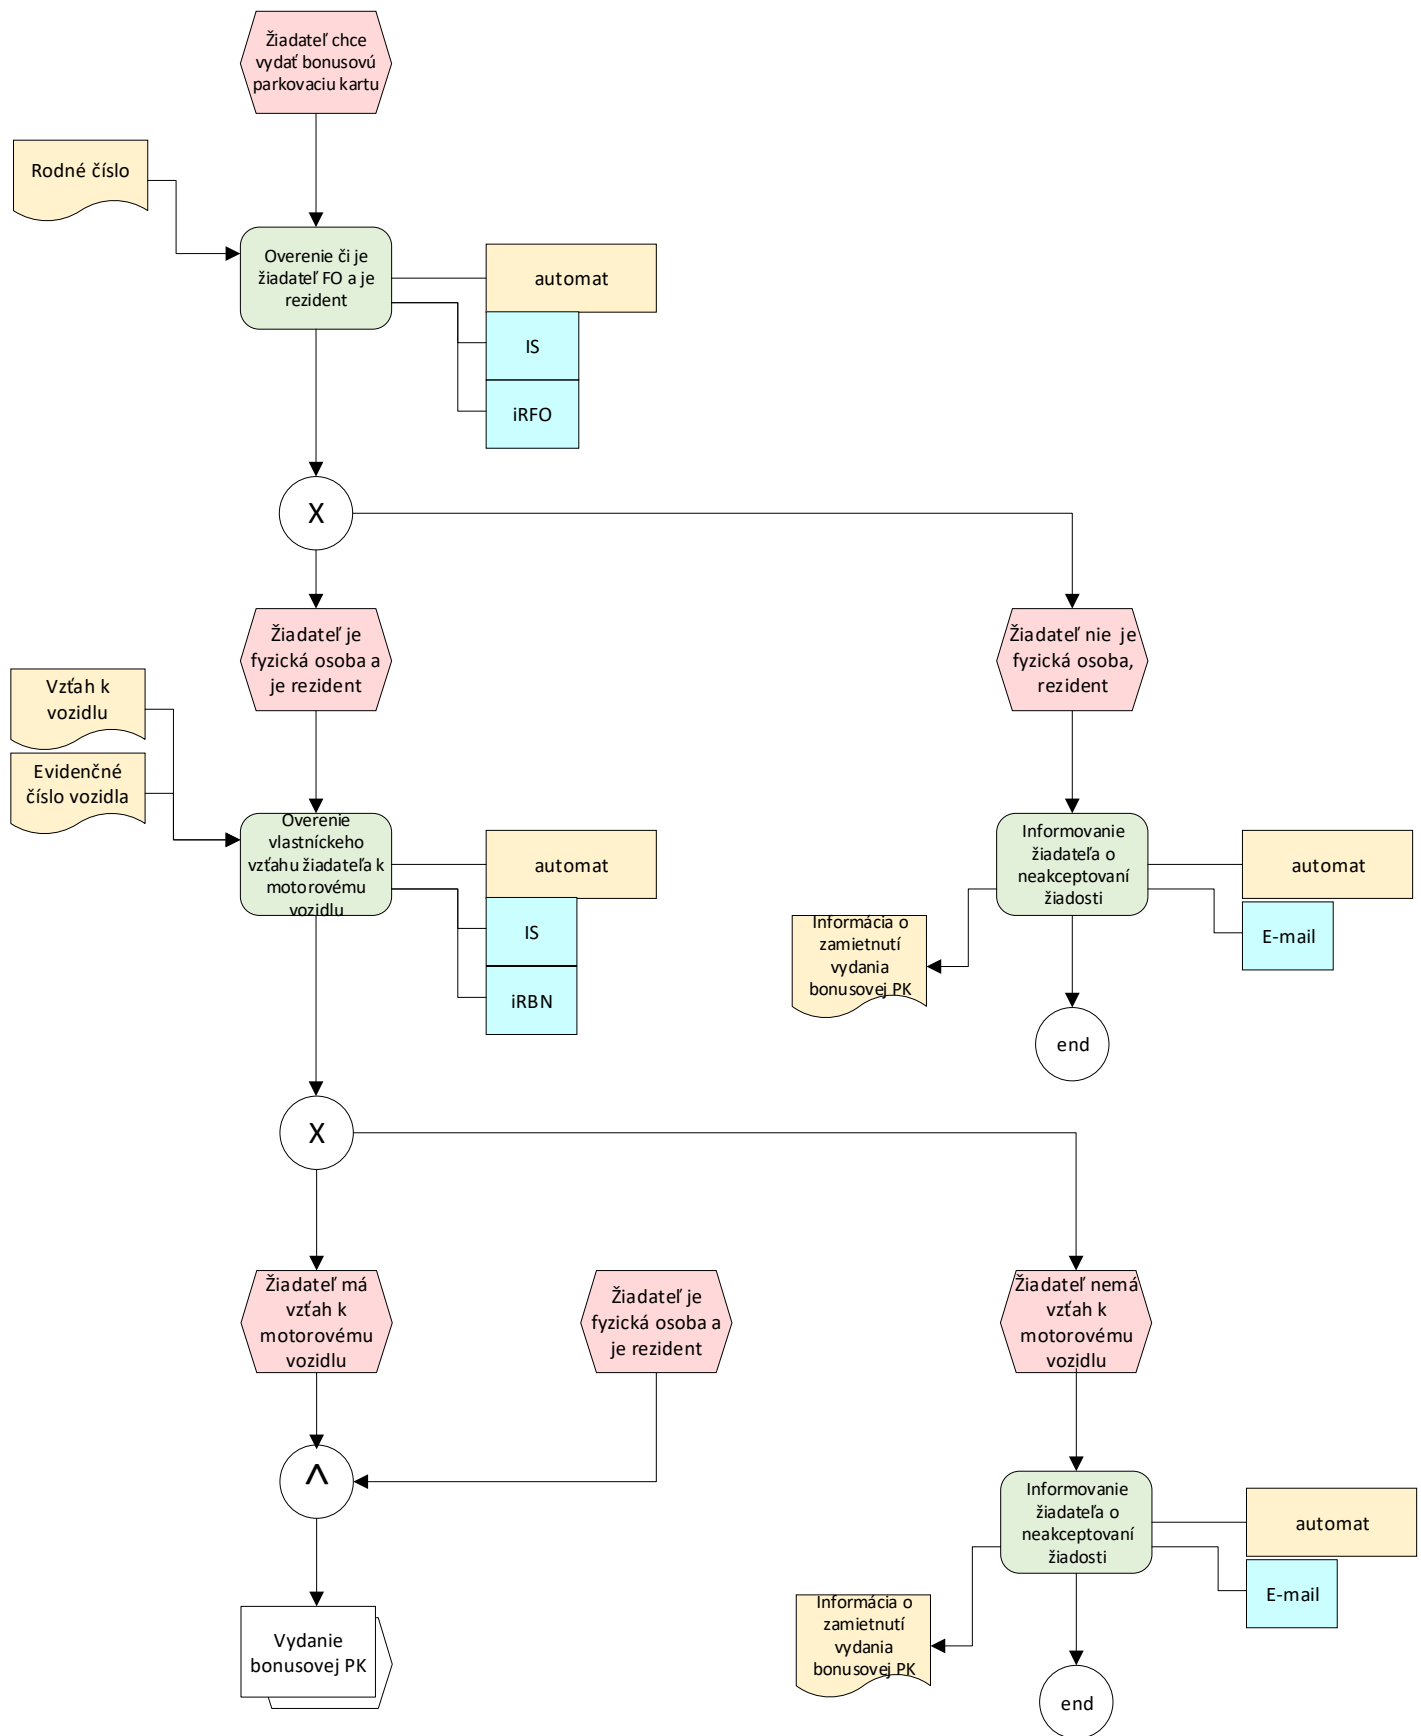 Žiadateľ chce
vydať bonusovú
parkovaciu kartu
Rodné číslo
Overenie či je
žiadateľ FO a je
rezident
automat
IS
iRFO
X
Žiadateľ je
fyzická osoba a
je rezident
Žiadateľ nie je
fyzická osoba,
rezident
Vzťah k
vozidlu
Evidenčné
číslo vozidla
Overenie
vlastníckeho
vzťahu žiadateľa k
motorovému
vozidlu
automat
IS
iRBN
Informovanie
žiadateľa o
neakceptovaní
žiadosti
automat
E-mail
Informácia o
zamietnutí
vydania
bonusovej PK
end
X
Žiadateľ má
vzťah k
motorovému
vozidlu
Žiadateľ je
fyzická osoba a
je rezident
Žiadateľ nemá
vzťah k
motorovému
vozidlu
^
Informovanie
žiadateľa o
neakceptovaní
žiadosti
automat
E-mail
Informácia o
zamietnutí
vydania
bonusovej PK
Vydanie
bonusovej PK
end